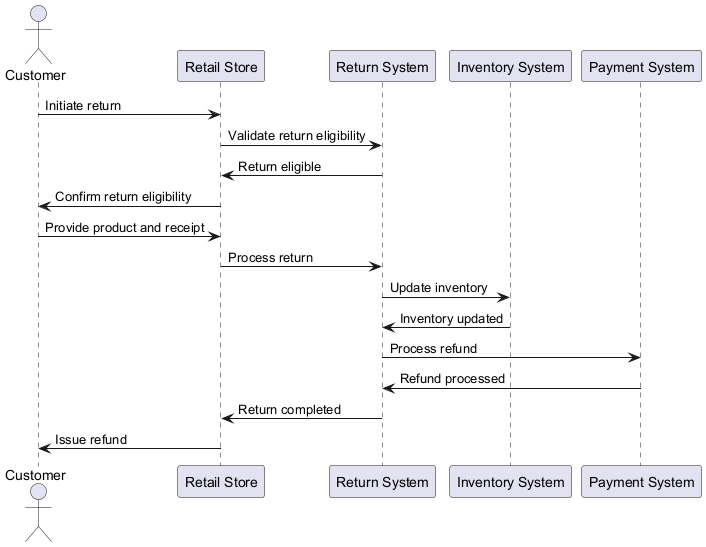 Customer
Retail Store
Return System
Inventory System
Payment System
Initiate return
Validate return eligibility
Return eligible
Confirm return eligibility
Provide product and receipt
Process return
Update inventory
Inventory updated
Process refund
Refund processed
Return completed
Issue refund
Customer
Retail Store
Return System
Inventory System
Payment System